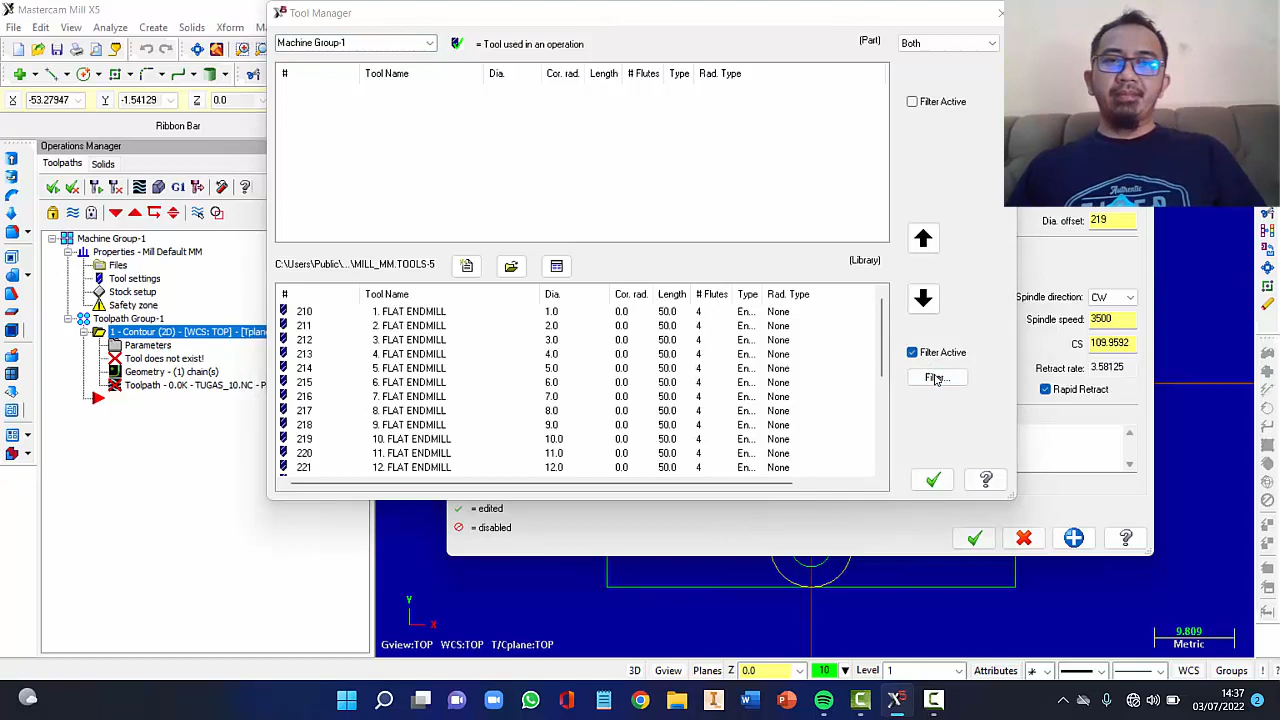 Mastercam Mill X5
File Edit View Analyze Create Solids Xform
X -53.27947 Y -1.54129 Z 0.0
Ribbon Bar
Operations Manager
Toolpaths Solids
G1
Machine Group-1
Properties - Mill Default MM
Files
Tool settings
Stock setup
Safety zone
Toolpath Group-1
1 - Contour (2D) - [WCS: TOP] - [Tplane
Parameters
Tool does not exist!
Geometry - (1) chain(s)
Toolpath - 0.0K - TUGAS_10.NC - P
Tool Manager
Machine Group-1 = Tool used in an operation (Part) Both
# Tool Name Dia. Cor. rad. Length # Flutes Type Rad. Type
Filter Active
C:\Users\Public\...\MILL_MM.TOOLS-5 (Library)
# Tool Name Dia. Cor. rad. Length # Flutes Type Rad. Type
210 1. FLAT ENDMILL 1.0 0.0 50.0 4 En... None
211 2. FLAT ENDMILL 2.0 0.0 50.0 4 En... None
212 3. FLAT ENDMILL 3.0 0.0 50.0 4 En... None
213 4. FLAT ENDMILL 4.0 0.0 50.0 4 En... None
214 5. FLAT ENDMILL 5.0 0.0 50.0 4 En... None
215 6. FLAT ENDMILL 6.0 0.0 50.0 4 En... None
216 7. FLAT ENDMILL 7.0 0.0 50.0 4 En... None
217 8. FLAT ENDMILL 8.0 0.0 50.0 4 En... None
218 9. FLAT ENDMILL 9.0 0.0 50.0 4 En... None
219 10. FLAT ENDMILL 10.0 0.0 50.0 4 En... None
220 11. FLAT ENDMILL 11.0 0.0 50.0 4 En... None
221 12. FLAT ENDMILL 12.0 0.0 50.0 4 En... None
Filter Active
Filter...
Authentic
Dia. offset: 219
Spindle direction: CW
Spindle speed: 3500
CS 109.9592
Retract rate: 3.58125
Rapid Retract
= edited
= disabled
Y
X
Gview:TOP WCS:TOP T/Cplane:TOP
9.809
Metric
3D Gview Planes Z 0.0 10 Level 1 Attributes WCS Groups ?
14:37
03/07/2022